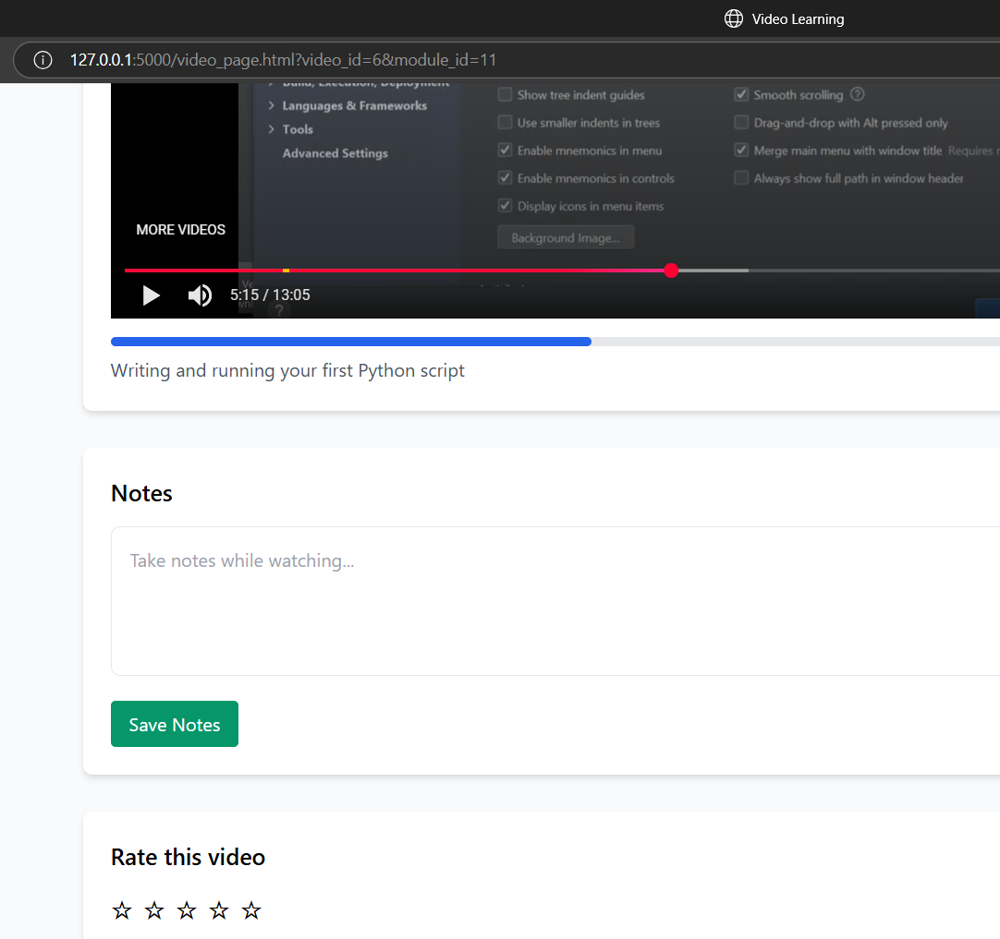 Video Learning
127.0.0.1:5000/video_page.html?video_id=6&module_id=11
Build, Execution, Deployment
Show tree indent guides
Smooth scrolling ?
Languages & Frameworks
Use smaller indents in trees
Drag-and-drop with Alt pressed only
Tools
Enable mnemonics in menu
Merge main menu with window title Requires
Advanced Settings
Enable mnemonics in controls
Always show full path in window header
Display icons in menu items
MORE VIDEOS
Background Image...
5:15 / 13:05
?
Writing and running your first Python script
Notes
Take notes while watching...
Save Notes
Rate this video